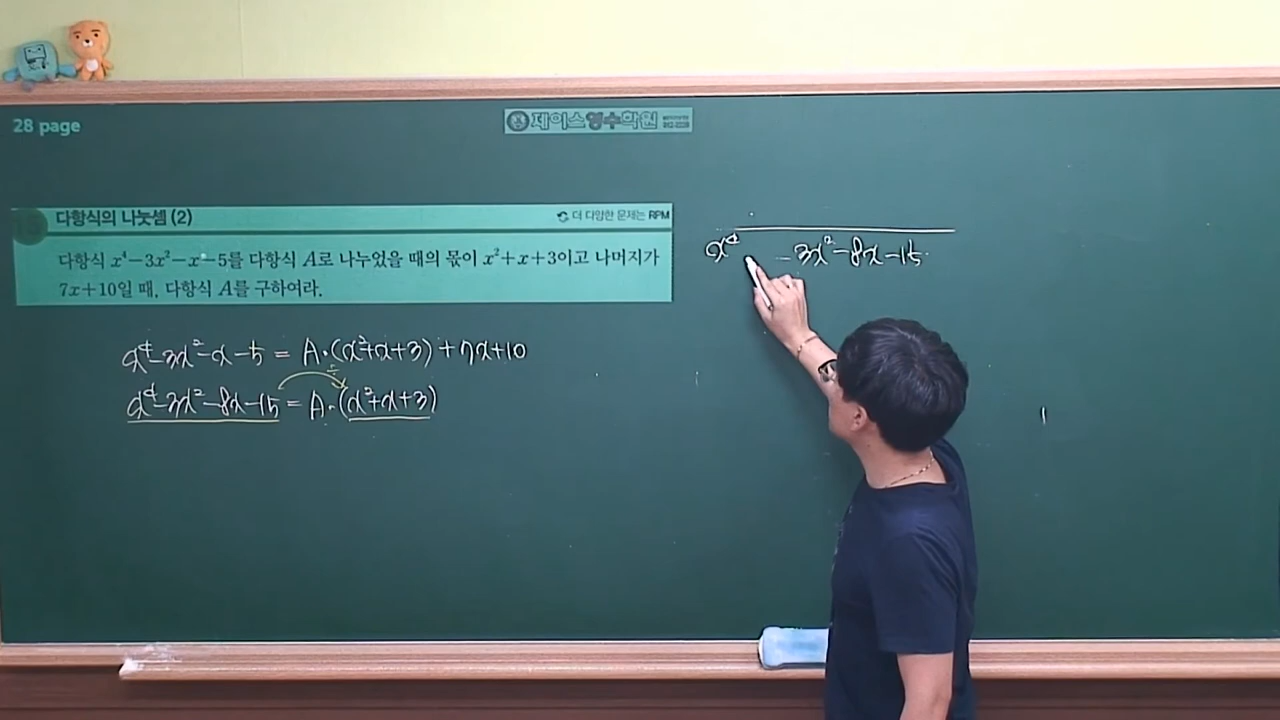 28 page
제이스영수학원
다항식의 나눗셈 (2)
더 다양한 문제는 RPM
다항식 x⁴-3x²-x-5를 다항식 A로 나누었을 때의 몫이 x²+x+3이고 나머지가
7x+10일 때, 다항식 A를 구하여라.
x⁴-3x²-x-5 = A·(x²+x+3)+7x+10
x⁴-3x²-8x-15 = A·(x²+x+3)
x⁴ -3x²-8x-15